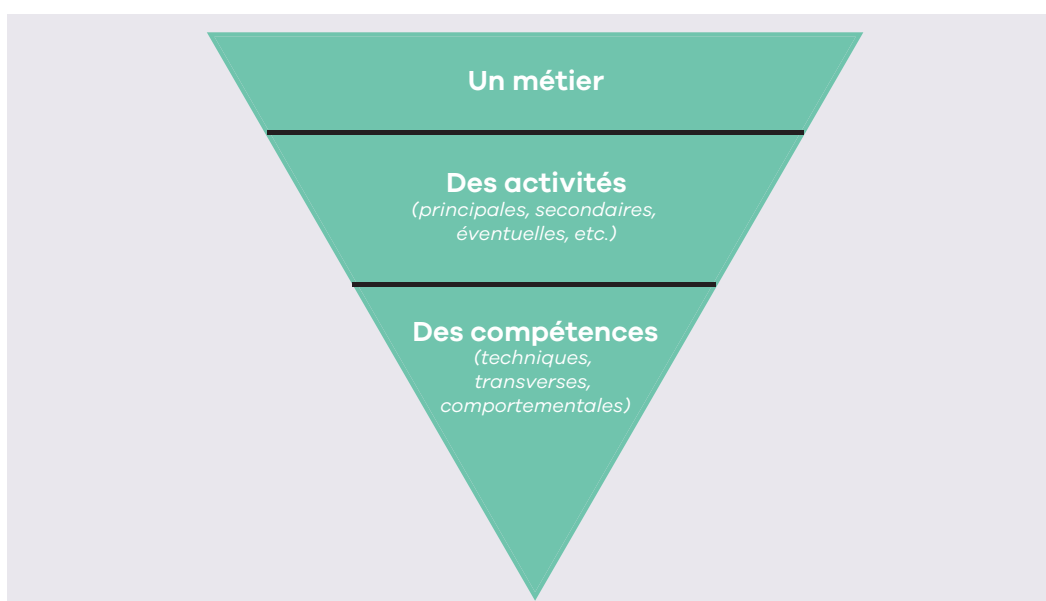 Un métier
Des activités
(principales, secondaires,
éventuelles, etc.)
Des compétences
(techniques,
transverses,
comportementales)